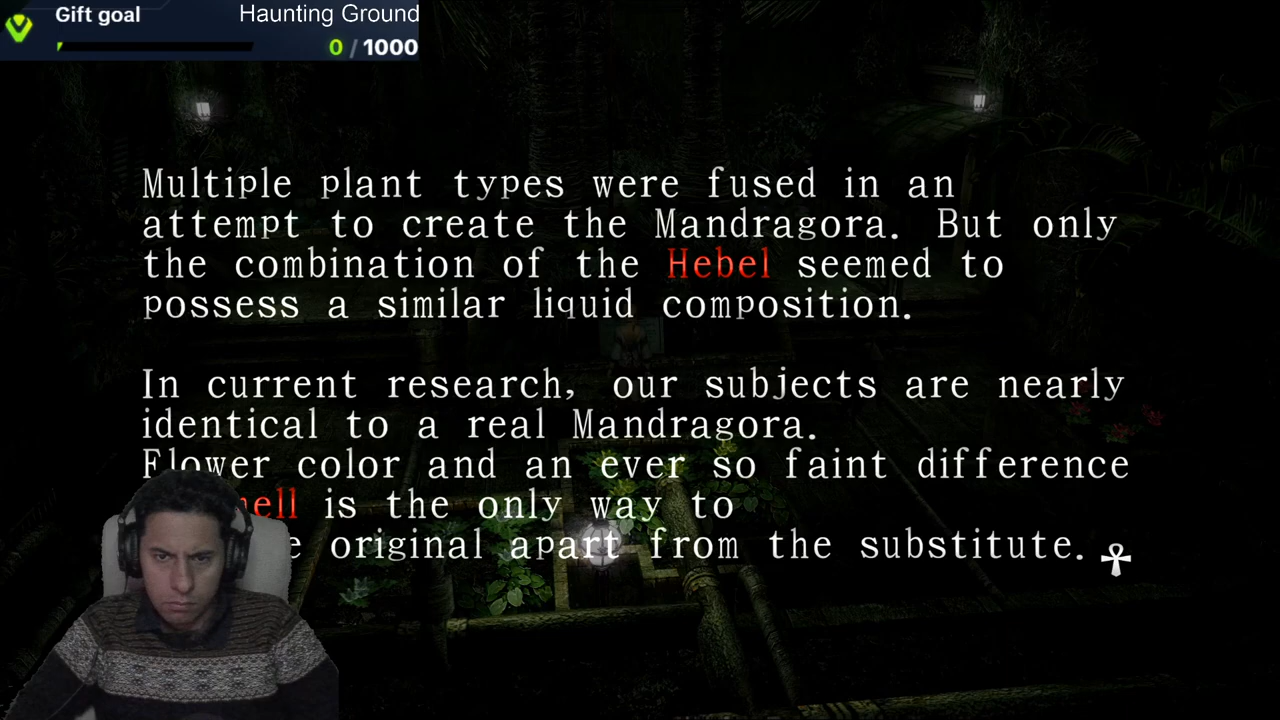 Gift goal
Haunting Ground
0 / 1000
Multiple plant types were fused in an
attempt to create the Mandragora. But only
the combination of the Hebel seemed to
possess a similar liquid composition.
In current research, our subjects are nearly
identical to a real Mandragora.
Flower color and an ever so faint difference
is the only way to
original apart from the substitute.